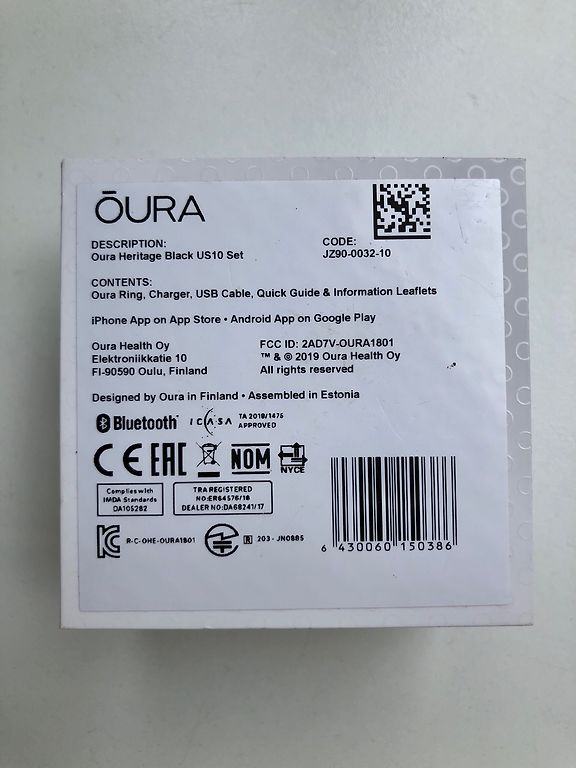 ŌURA
DESCRIPTION:
Oura Heritage Black US10 Set
CODE:
JZ90-0032-10
CONTENTS:
Oura Ring, Charger, USB Cable, Quick Guide & Information Leaflets
iPhone App on App Store • Android App on Google Play
Oura Health Oy
Elektroniikkatie 10
FI-90590 Oulu, Finland
FCC ID: 2AD7V-OURA1801
™ & © 2019 Oura Health Oy
All rights reserved
Designed by Oura in Finland • Assembled in Estonia
Bluetooth®
ICASA
TA 2018/1475
APPROVED
CE EAC NOM NYCE
Complies with
IMDA Standards
DA105282
TRA REGISTERED
NO:ER64576/18
DEALER NO:DA68241/17
R-C-OHE-OURA1801
R 203-JN0885
6 430060 150386